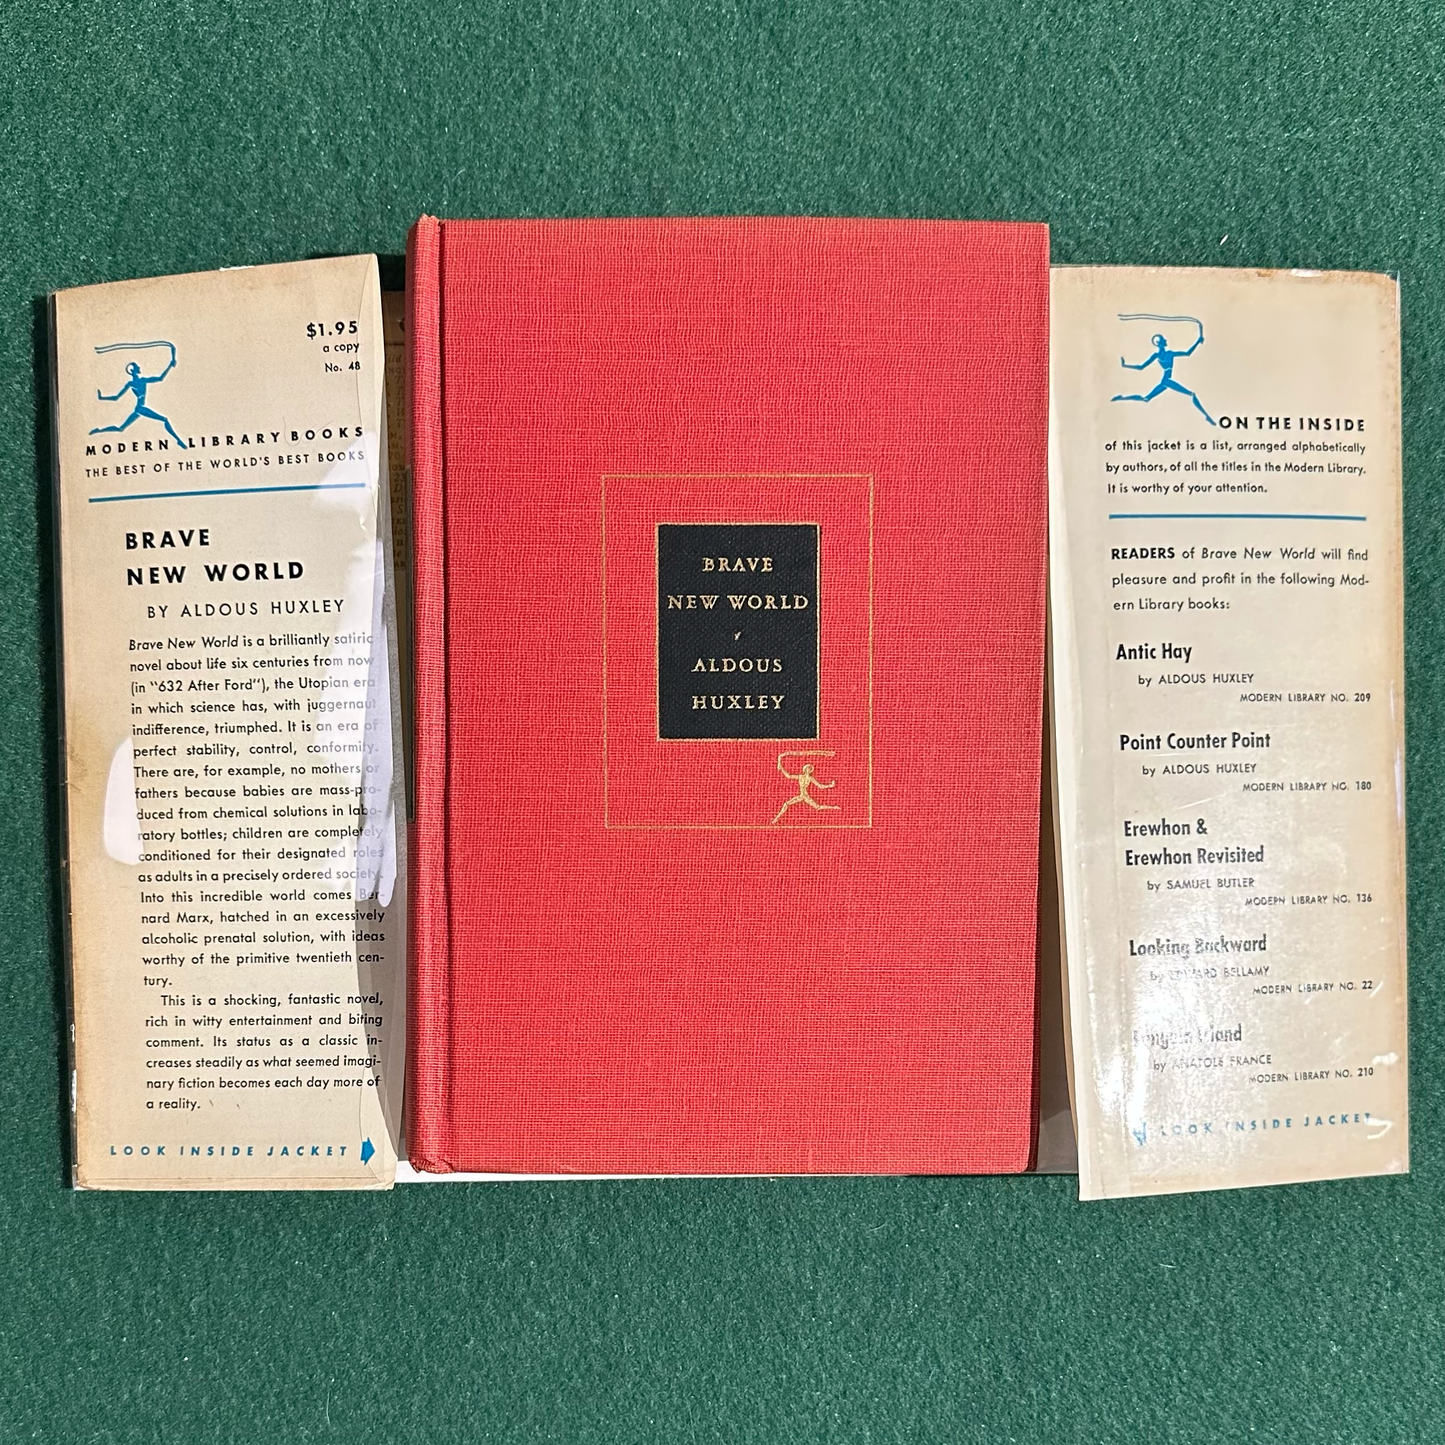 $1.95
a copy
No. 48
MODERN LIBRARY BOOKS
THE BEST OF THE WORLD'S BEST BOOKS
BRAVE
NEW WORLD
BY ALDOUS HUXLEY
Brave New World is a brilliantly satiric
novel about life six centuries from now
(in "632 After Ford"), the Utopian era
in which science has, with juggernaut
indifference, triumphed. It is an era of
perfect stability, control, conformity.
There are, for example, no mothers or
fathers because babies are mass-pro-
duced from chemical solutions in labo-
ratory bottles; children are completely
conditioned for their designated roles
as adults in a precisely ordered society.
Into this incredible world comes Ber-
nard Marx, hatched in an excessively
alcoholic prenatal solution, with ideas
worthy of the primitive twentieth cen-
tury.
This is a shocking, fantastic novel,
rich in witty entertainment and biting
comment. Its status as a classic in-
creases steadily as what seemed imagi-
nary fiction becomes each day more of
a reality.
LOOK INSIDE JACKET
BRAVE
NEW WORLD
ALDOUS
HUXLEY
ON THE INSIDE
of this jacket is a list, arranged alphabetically
by authors, of all the titles in the Modern Library.
It is worthy of your attention.
READERS of Brave New World will find
pleasure and profit in the following Mod-
ern Library books:
Antic Hay
by ALDOUS HUXLEY
MODERN LIBRARY NO. 209
Point Counter Point
by ALDOUS HUXLEY
MODERN LIBRARY NO. 180
Erewhon &
Erewhon Revisited
by SAMUEL BUTLER
MODERN LIBRARY NO. 136
Looking Backward
by EDWARD BELLAMY
MODERN LIBRARY NO. 22
Penguin Island
by ANATOLE FRANCE
MODERN LIBRARY NO. 210
LOOK INSIDE JACKET